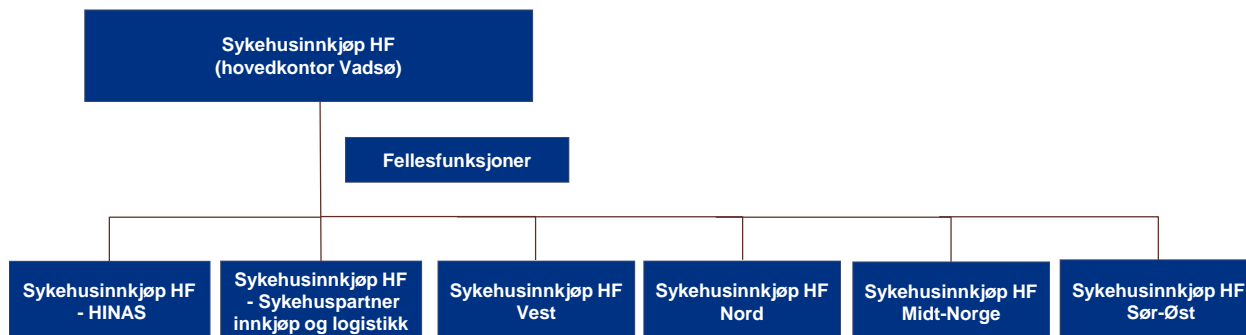 Sykehusinnkjøp HF
(hovedkontor Vadsø)
Fellesfunksjoner
Sykehusinnkjøp HF
- HINAS
Sykehusinnkjøp HF
- Sykehuspartner
innkjøp og logistikk
Sykehusinnkjøp HF
Vest
Sykehusinnkjøp HF
Nord
Sykehusinnkjøp HF
Midt-Norge
Sykehusinnkjøp HF
Sør-Øst